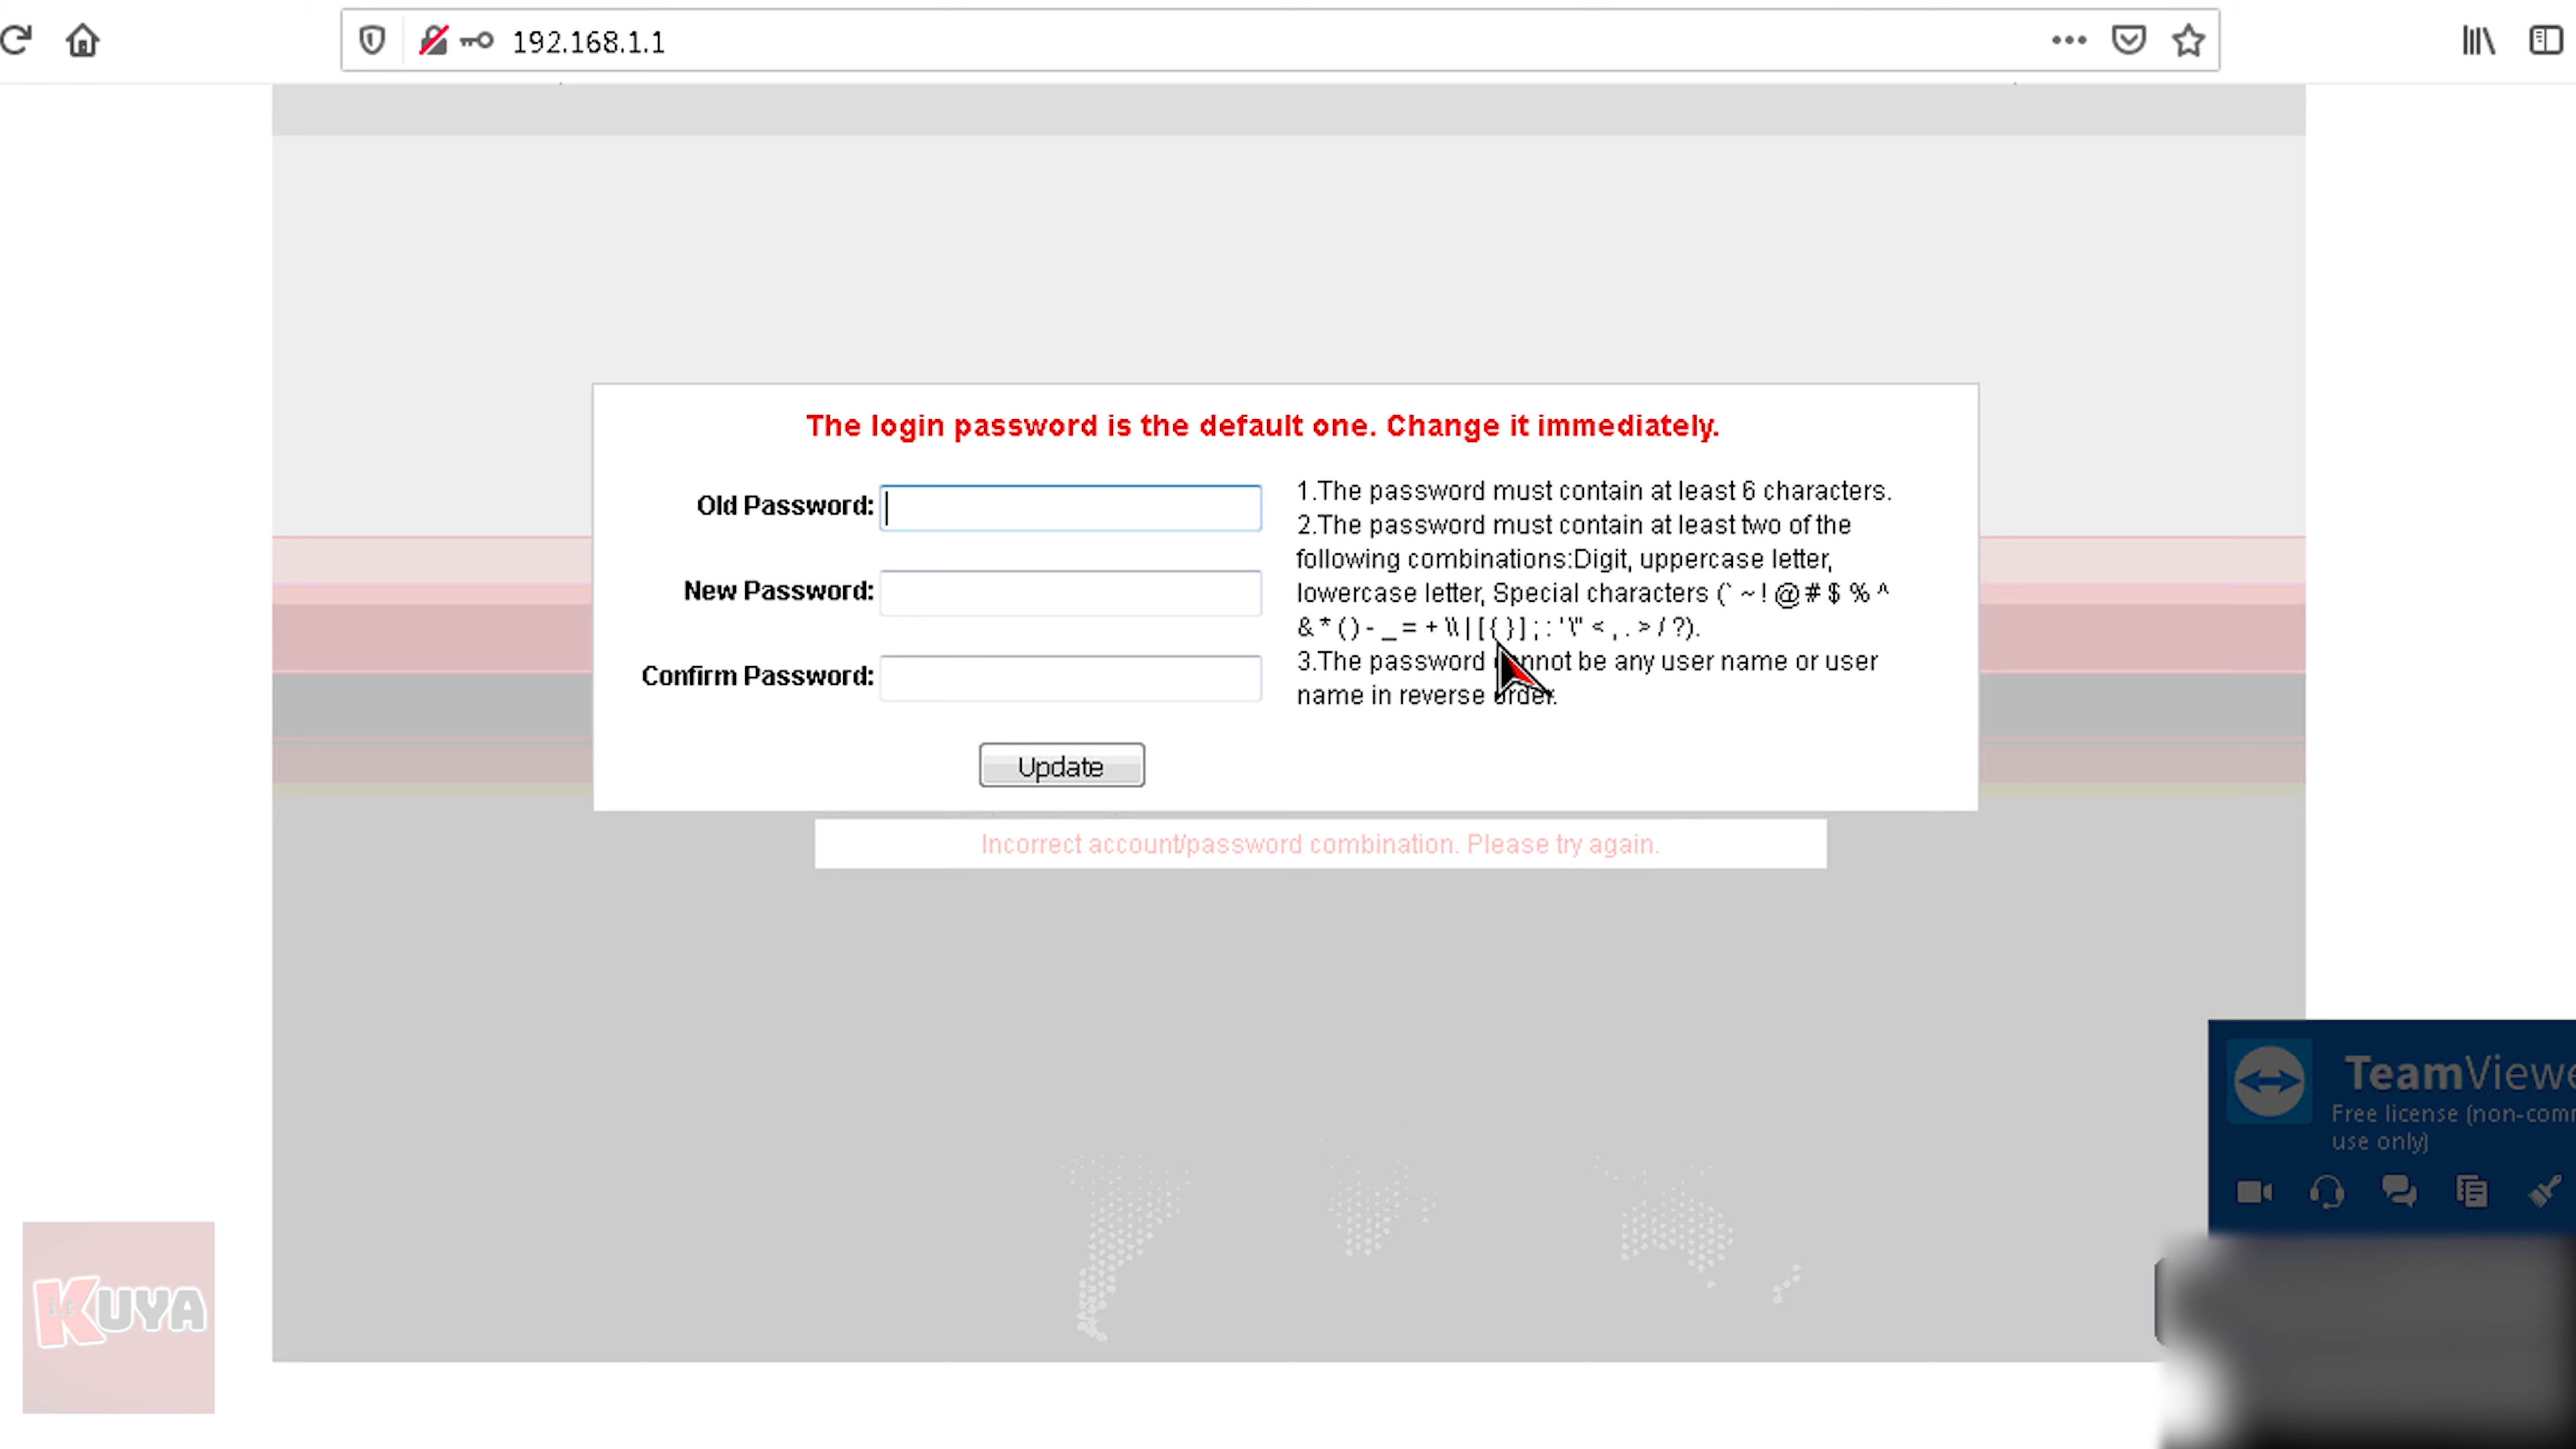 192.168.1.1
The login password is the default one. Change it immediately.
Old Password:
New Password:
Confirm Password:
Update
1.The password must contain at least 6 characters.
2.The password must contain at least two of the
following combinations:Digit, uppercase letter,
lowercase letter, Special characters (` ~ ! @ # $ % ^
& * ( ) - _ = + \\ | [ { } ] ; : ' \" < , . > / ?).
3.The password cannot be any user name or user
name in reverse order.
Incorrect account/password combination. Please try again.
TeamViewe
Free license (non-comm
use only)
KUYA